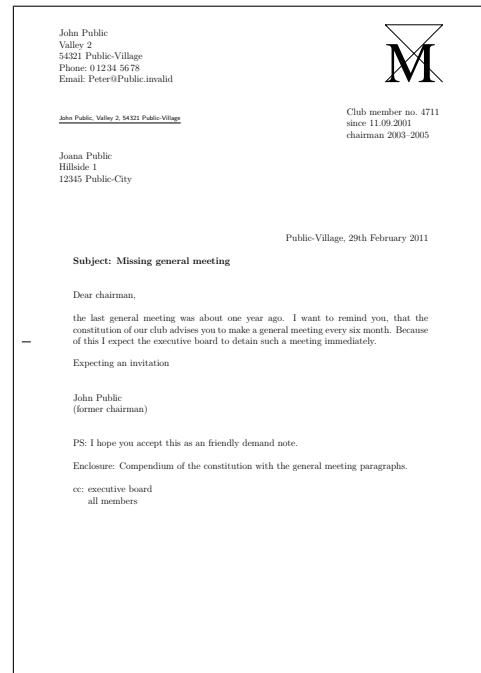 John Public
Valley 2
54321 Public-Village
Phone: 0 12 34 56 78
Email: Peter@Public.invalid
M
John Public, Valley 2, 54321 Public-Village
Club member no. 4711
since 11.09.2001
chairman 2003–2005
Joana Public
Hillside 1
12345 Public-City
Public-Village, 29th February 2011
Subject: Missing general meeting
Dear chairman,
the last general meeting was about one year ago. I want to remind you, that the
constitution of our club advises you to make a general meeting every six month. Because
of this I expect the executive board to detain such a meeting immediately.
Expecting an invitation
John Public
(former chairman)
PS: I hope you accept this as an friendly demand note.
Enclosure: Compendium of the constitution with the general meeting paragraphs.
cc: executive board
all members